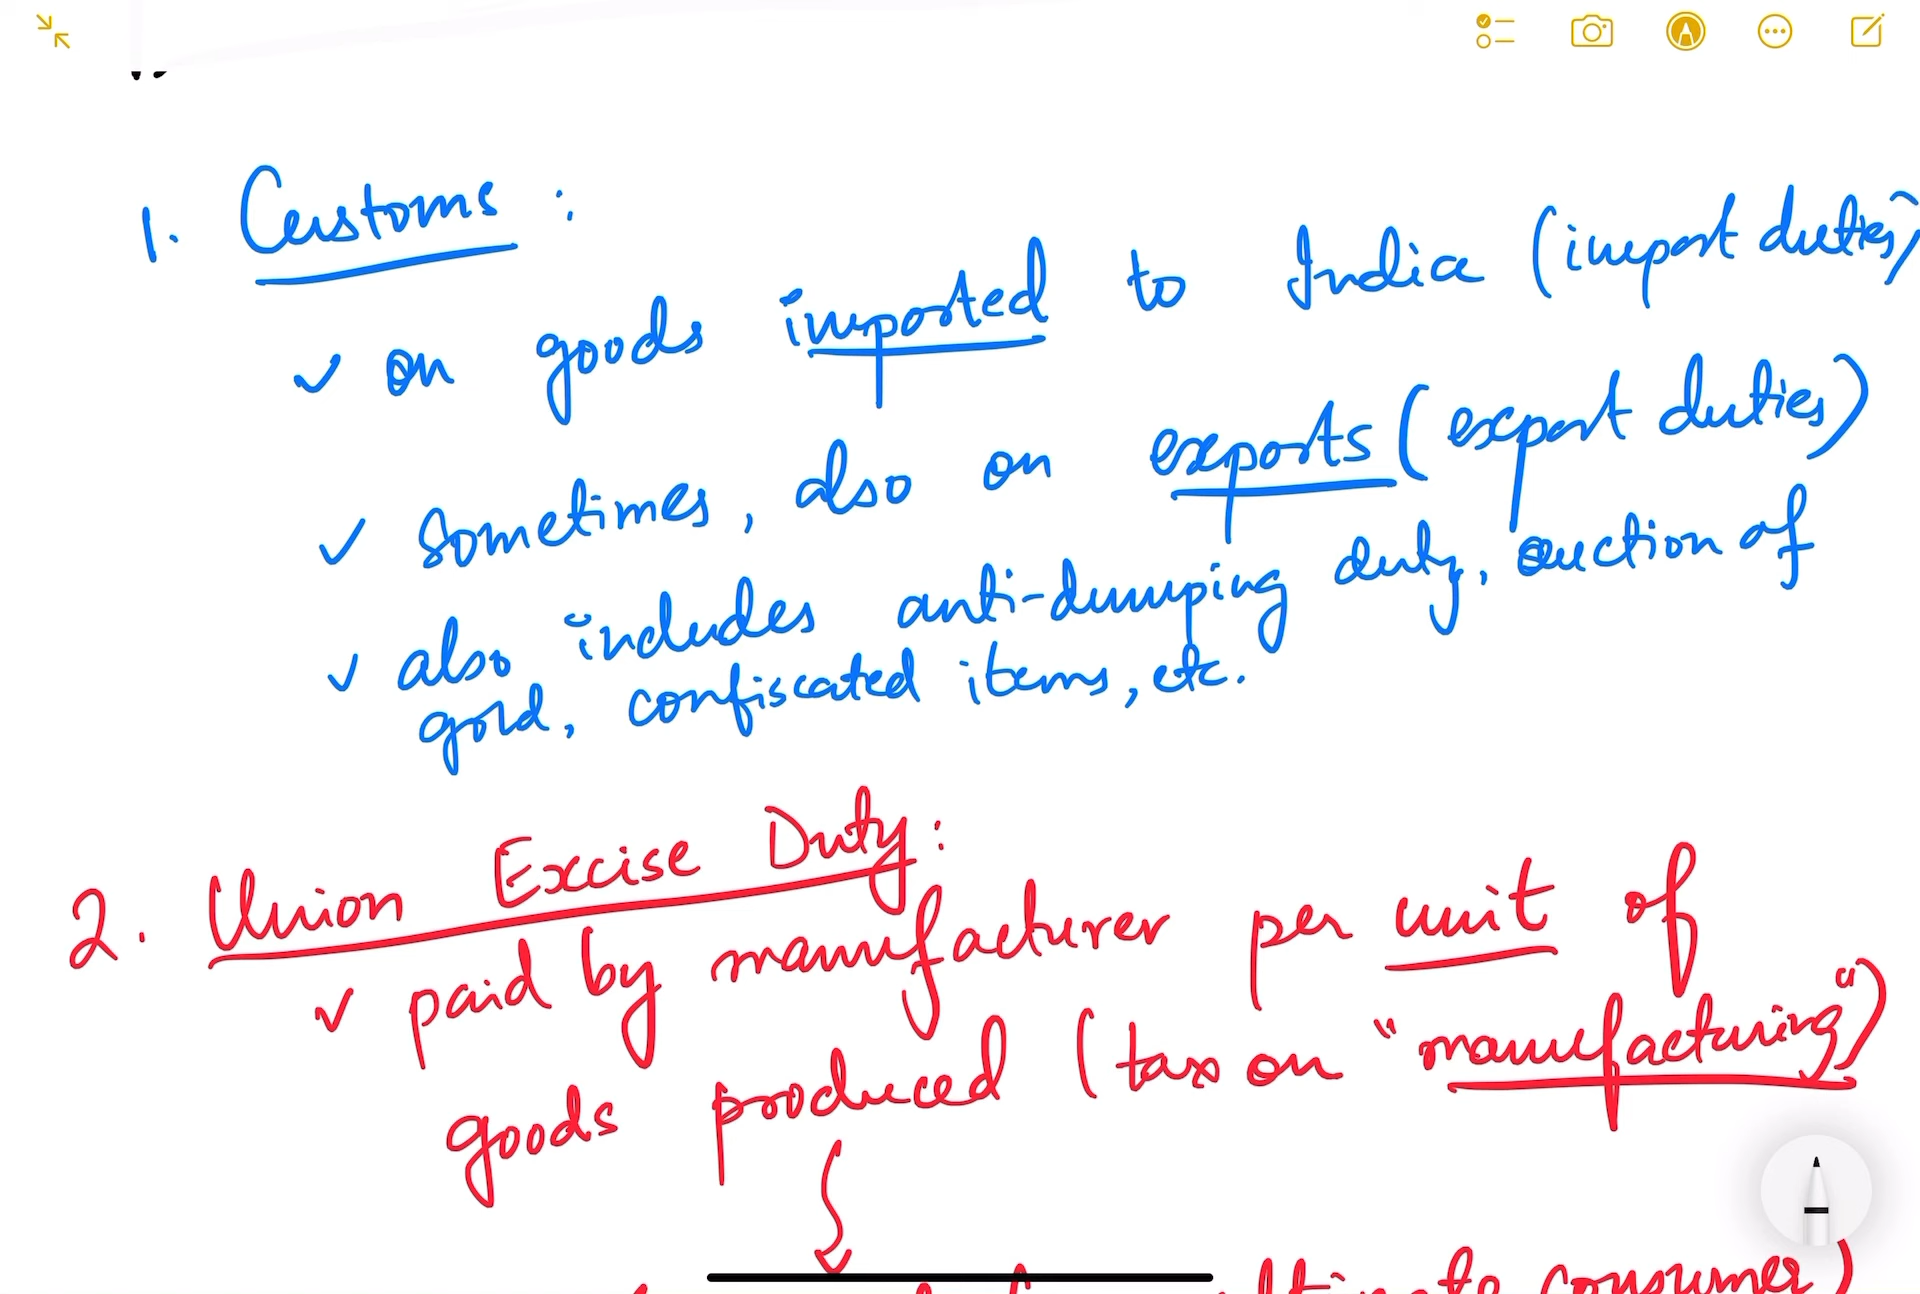 1. Customs :
✓ on goods imported to India (import duties)
✓ sometimes, also on exports (export duties)
✓ also includes anti-dumping duty, auction of
gold, confiscated items, etc.
2. Union Excise Duty:
✓ paid by manufacturer per unit of
goods produced (tax on "manufacturing")
ultimate consumer)